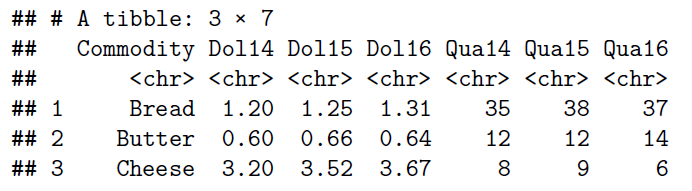 ## # A tibble: 3 × 7
## Commodity Dol14 Dol15 Dol16 Qua14 Qua15 Qua16
## <chr> <chr> <chr> <chr> <chr> <chr> <chr>
## 1 Bread 1.20 1.25 1.31 35 38 37
## 2 Butter 0.60 0.66 0.64 12 12 14
## 3 Cheese 3.20 3.52 3.67 8 9 6